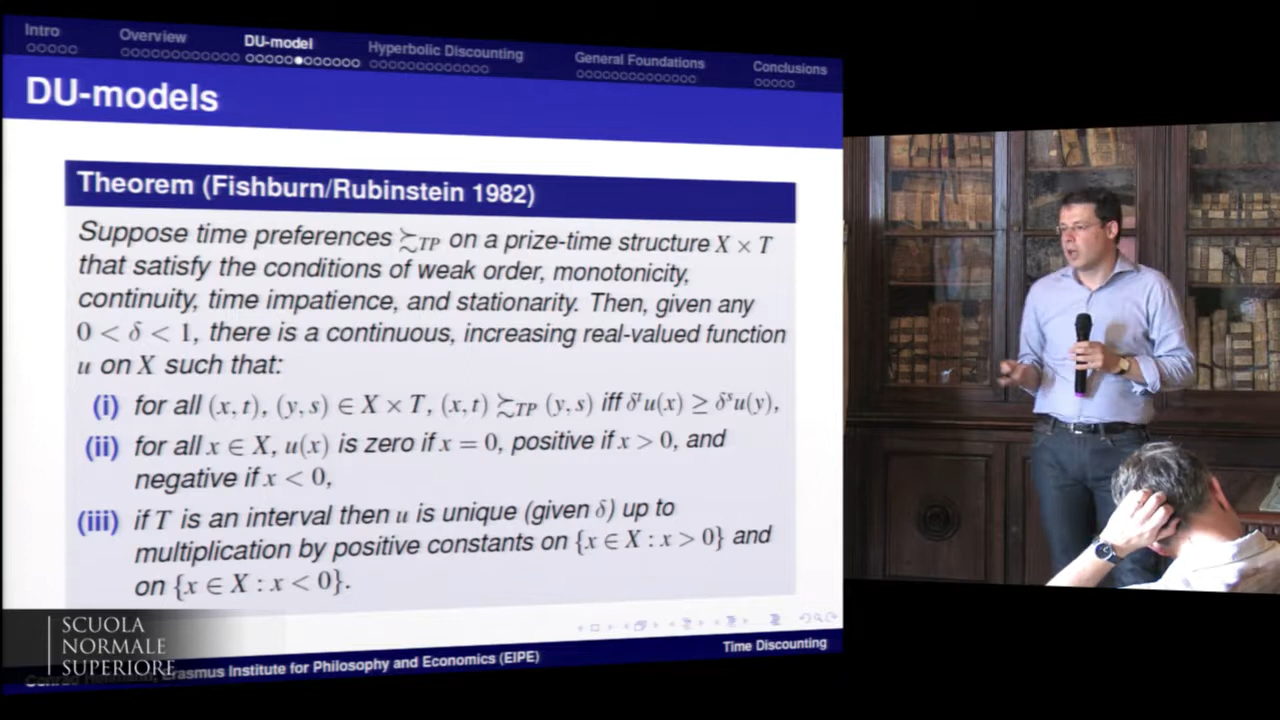 Intro
Overview
DU-model
Hyperbolic Discounting
General Foundations
Conclusions
DU-models
Theorem (Fishburn/Rubinstein 1982)
Suppose time preferences ≿_TP on a prize-time structure X × T
that satisfy the conditions of weak order, monotonicity,
continuity, time impatience, and stationarity. Then, given any
0 < δ < 1, there is a continuous, increasing real-valued function
u on X such that:
(i) for all (x, t), (y, s) ∈ X × T, (x, t) ≿_TP (y, s) iff δ^t u(x) ≥ δ^s u(y),
(ii) for all x ∈ X, u(x) is zero if x = 0, positive if x > 0, and
negative if x < 0,
(iii) if T is an interval then u is unique (given δ) up to
multiplication by positive constants on {x ∈ X : x > 0} and
on {x ∈ X : x < 0}.
SCUOLA
NORMALE
SUPERIORE
Erasmus Institute for Philosophy and Economics (EIPE)
Time Discounting